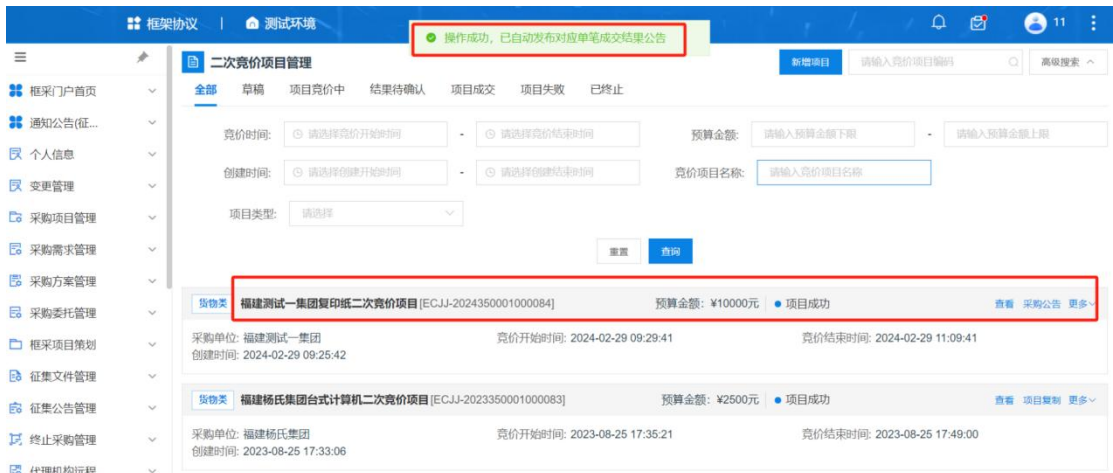 框架协议 | 测试环境
操作成功，已自动发布对应单笔成交结果公告
11
框采门户首页
通知公告(征...
个人信息
变更管理
采购项目管理
采购需求管理
采购方案管理
采购委托管理
框采项目策划
征集文件管理
征集公告管理
终止采购管理
代理机构远程
二次竞价项目管理
新增项目 请输入竞价项目编码 高级搜索
全部 草稿 项目竞价中 结果待确认 项目成交 项目失败 已终止
竞价时间: 请选择竞价开始时间 - 请选择竞价结束时间 预算金额: 请输入预算金额下限 - 请输入预算金额上限
创建时间: 请选择创建开始时间 - 请选择创建结束时间 竞价项目名称: 请输入竞价项目名称
项目类型: 请选择
重置 查询
货物类 福建测试一集团复印纸二次竞价项目[ECJJ-2024350001000084] 预算金额: ¥10000元 项目成功 查看 采购公告 更多
采购单位: 福建测试一集团 竞价开始时间: 2024-02-29 09:29:41 竞价结束时间: 2024-02-29 11:09:41
创建时间: 2024-02-29 09:25:42
货物类 福建杨氏集团台式计算机二次竞价项目[ECJJ-2023350001000083] 预算金额: ¥2500元 项目成功 查看 项目复制 更多
采购单位: 福建杨氏集团 竞价开始时间: 2023-08-25 17:35:21 竞价结束时间: 2023-08-25 17:49:00
创建时间: 2023-08-25 17:33:06